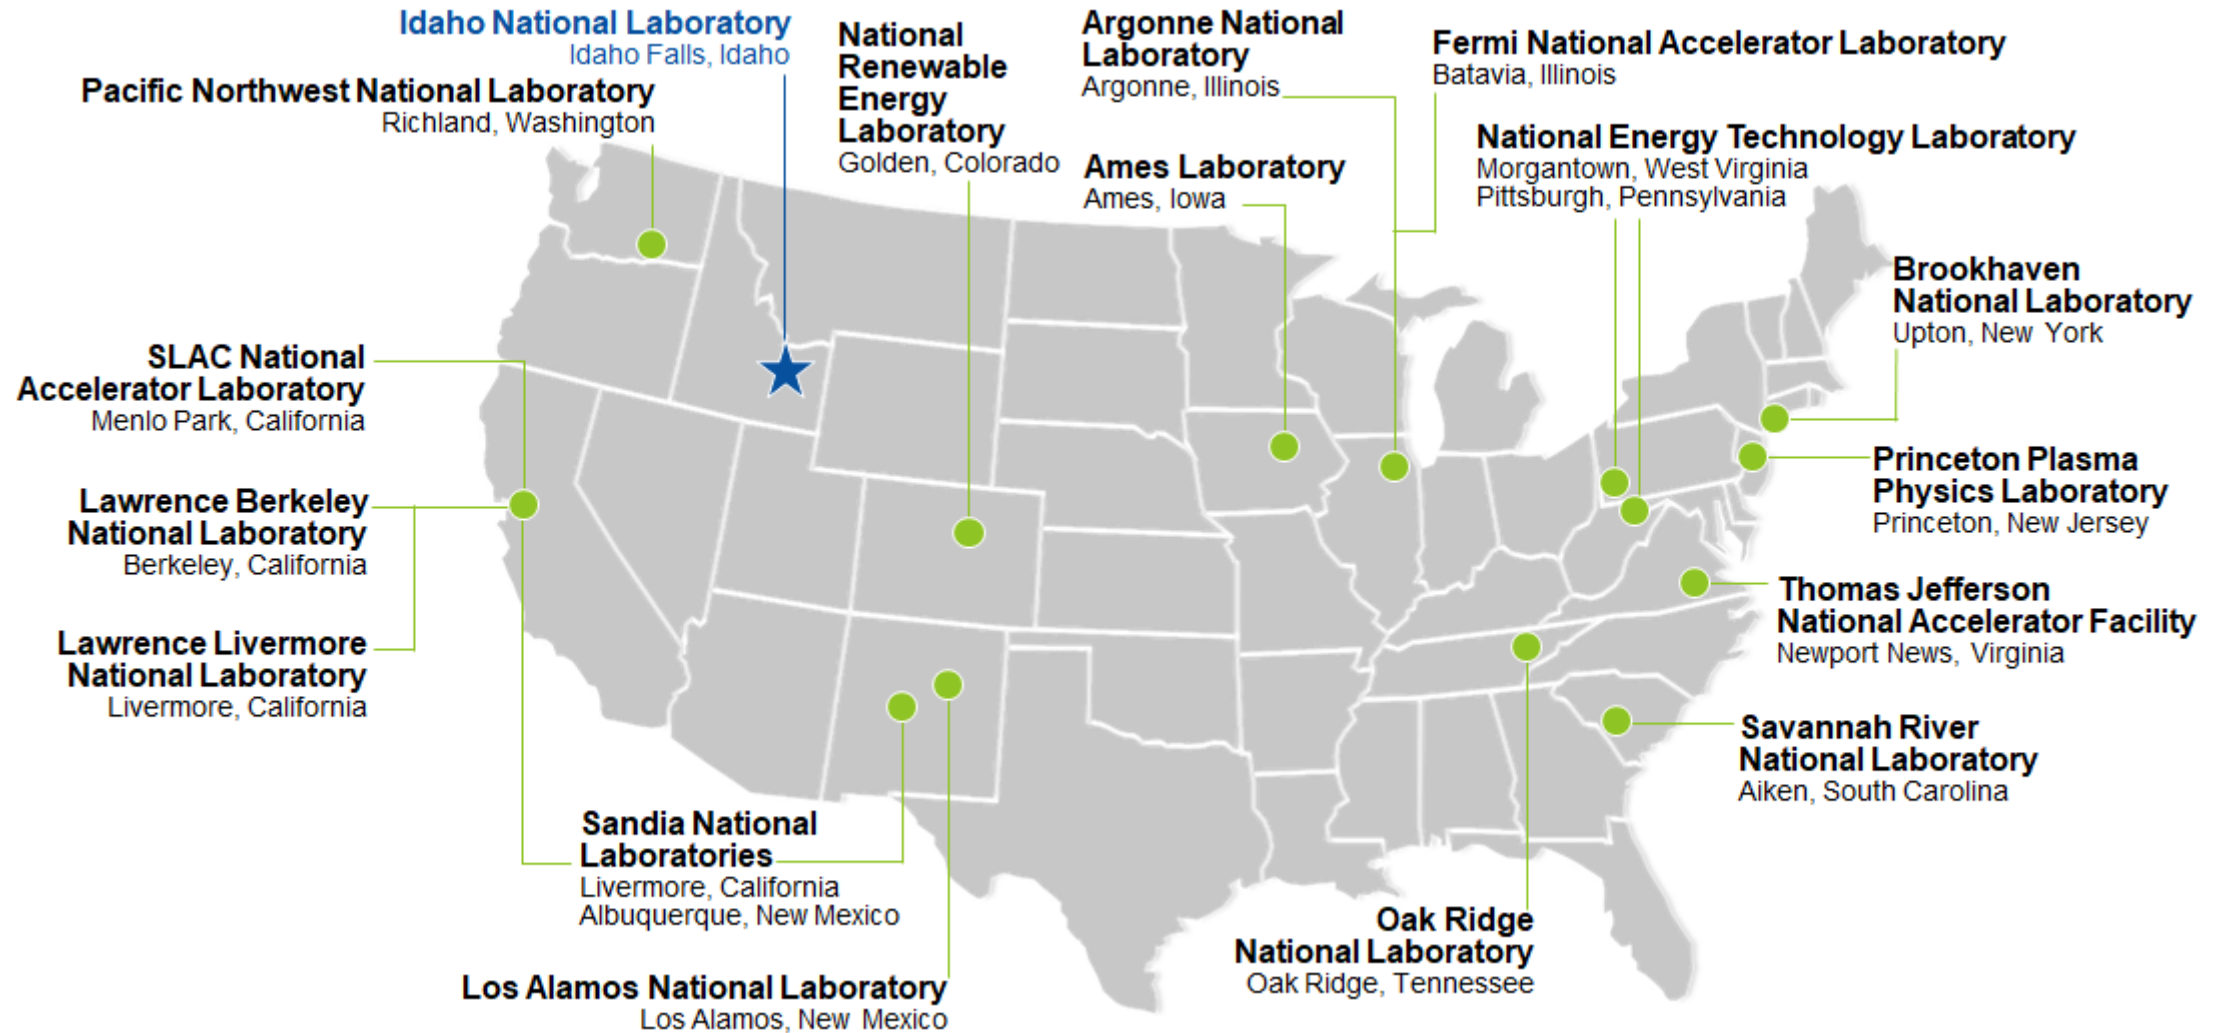 Idaho National Laboratory
Idaho Falls, Idaho
Pacific Northwest National Laboratory
Richland, Washington
National
Renewable
Energy
Laboratory
Golden, Colorado
Argonne National
Laboratory
Argonne, Illinois
Ames Laboratory
Ames, Iowa
Fermi National Accelerator Laboratory
Batavia, Illinois
National Energy Technology Laboratory
Morgantown, West Virginia
Pittsburgh, Pennsylvania
Brookhaven
National Laboratory
Upton, New York
SLAC National
Accelerator Laboratory
Menlo Park, California
Lawrence Berkeley
National Laboratory
Berkeley, California
Lawrence Livermore
National Laboratory
Livermore, California
Princeton Plasma
Physics Laboratory
Princeton, New Jersey
Thomas Jefferson
National Accelerator Facility
Newport News, Virginia
Savannah River
National Laboratory
Aiken, South Carolina
Sandia National
Laboratories
Livermore, California
Albuquerque, New Mexico
Oak Ridge
National Laboratory
Oak Ridge, Tennessee
Los Alamos National Laboratory
Los Alamos, New Mexico